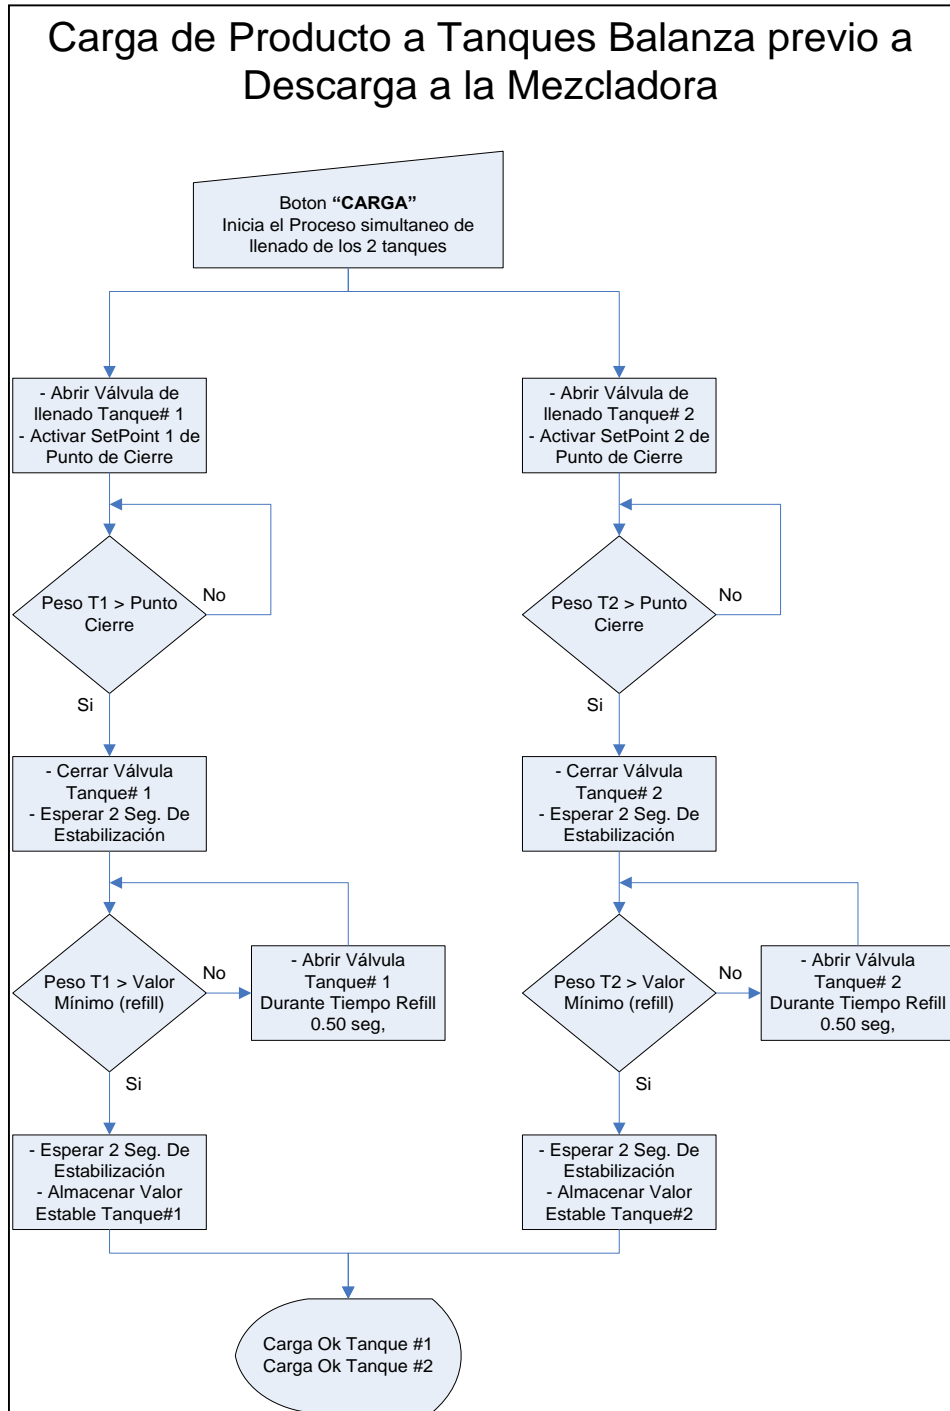 Carga de Producto a Tanques Balanza previo a
Descarga a la Mezcladora
Boton “CARGA”
Inicia el Proceso simultaneo de
llenado de los 2 tanques
- Abrir Válvula de
llenado Tanque# 1
- Activar SetPoint 1 de
Punto de Cierre
- Abrir Válvula de
llenado Tanque# 2
- Activar SetPoint 2 de
Punto de Cierre
Peso T1 > Punto
Cierre
No
Si
Peso T2 > Punto
Cierre
No
Si
- Cerrar Válvula
Tanque# 1
- Esperar 2 Seg. De
Estabilización
- Cerrar Válvula
Tanque# 2
- Esperar 2 Seg. De
Estabilización
Peso T1 > Valor
Mínimo (refill)
No
- Abrir Válvula
Tanque# 1
Durante Tiempo Refill
0.50 seg,
Si
Peso T2 > Valor
Mínimo (refill)
No
- Abrir Válvula
Tanque# 2
Durante Tiempo Refill
0.50 seg,
Si
- Esperar 2 Seg. De
Estabilización
- Almacenar Valor
Estable Tanque#1
- Esperar 2 Seg. De
Estabilización
- Almacenar Valor
Estable Tanque#2
Carga Ok Tanque #1
Carga Ok Tanque #2